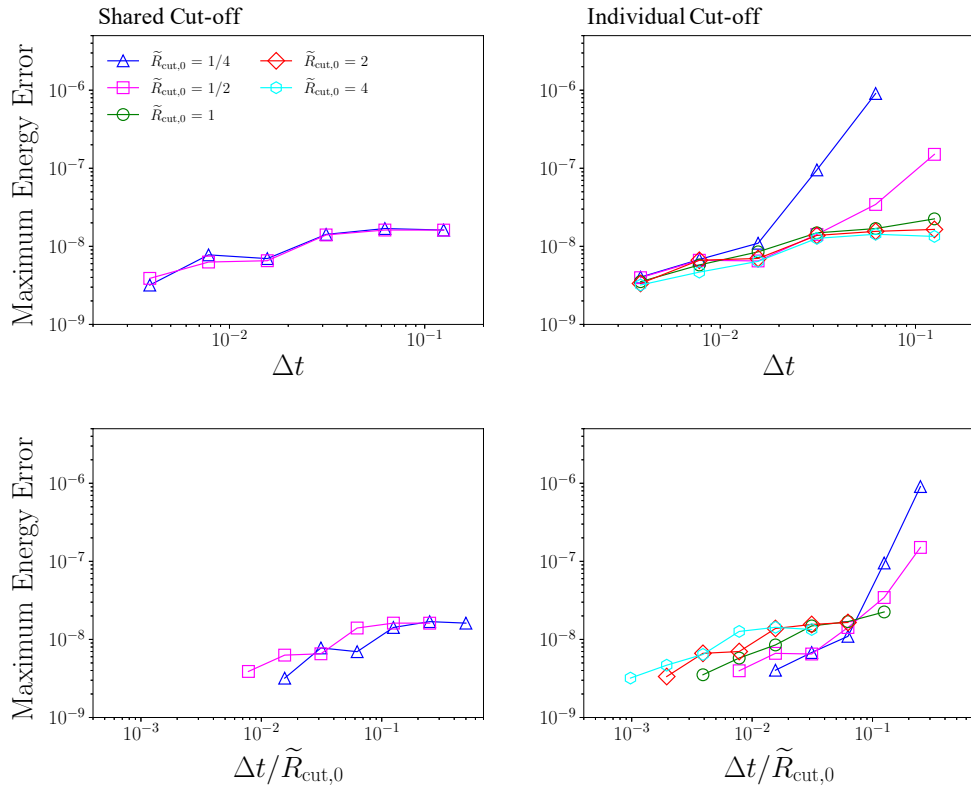 Shared Cut-off
Individual Cut-off
Maximum Energy Error
10⁻⁶
10⁻⁷
10⁻⁸
10⁻⁹
R̃cut,0 = 1/4
R̃cut,0 = 1/2
R̃cut,0 = 1
R̃cut,0 = 2
R̃cut,0 = 4
10⁻²
10⁻¹
Δt
10⁻⁶
10⁻⁷
10⁻⁸
10⁻⁹
10⁻²
10⁻¹
Δt
Maximum Energy Error
10⁻⁶
10⁻⁷
10⁻⁸
10⁻⁹
10⁻³
10⁻²
10⁻¹
Δt/R̃cut,0
10⁻⁶
10⁻⁷
10⁻⁸
10⁻⁹
10⁻³
10⁻²
10⁻¹
Δt/R̃cut,0